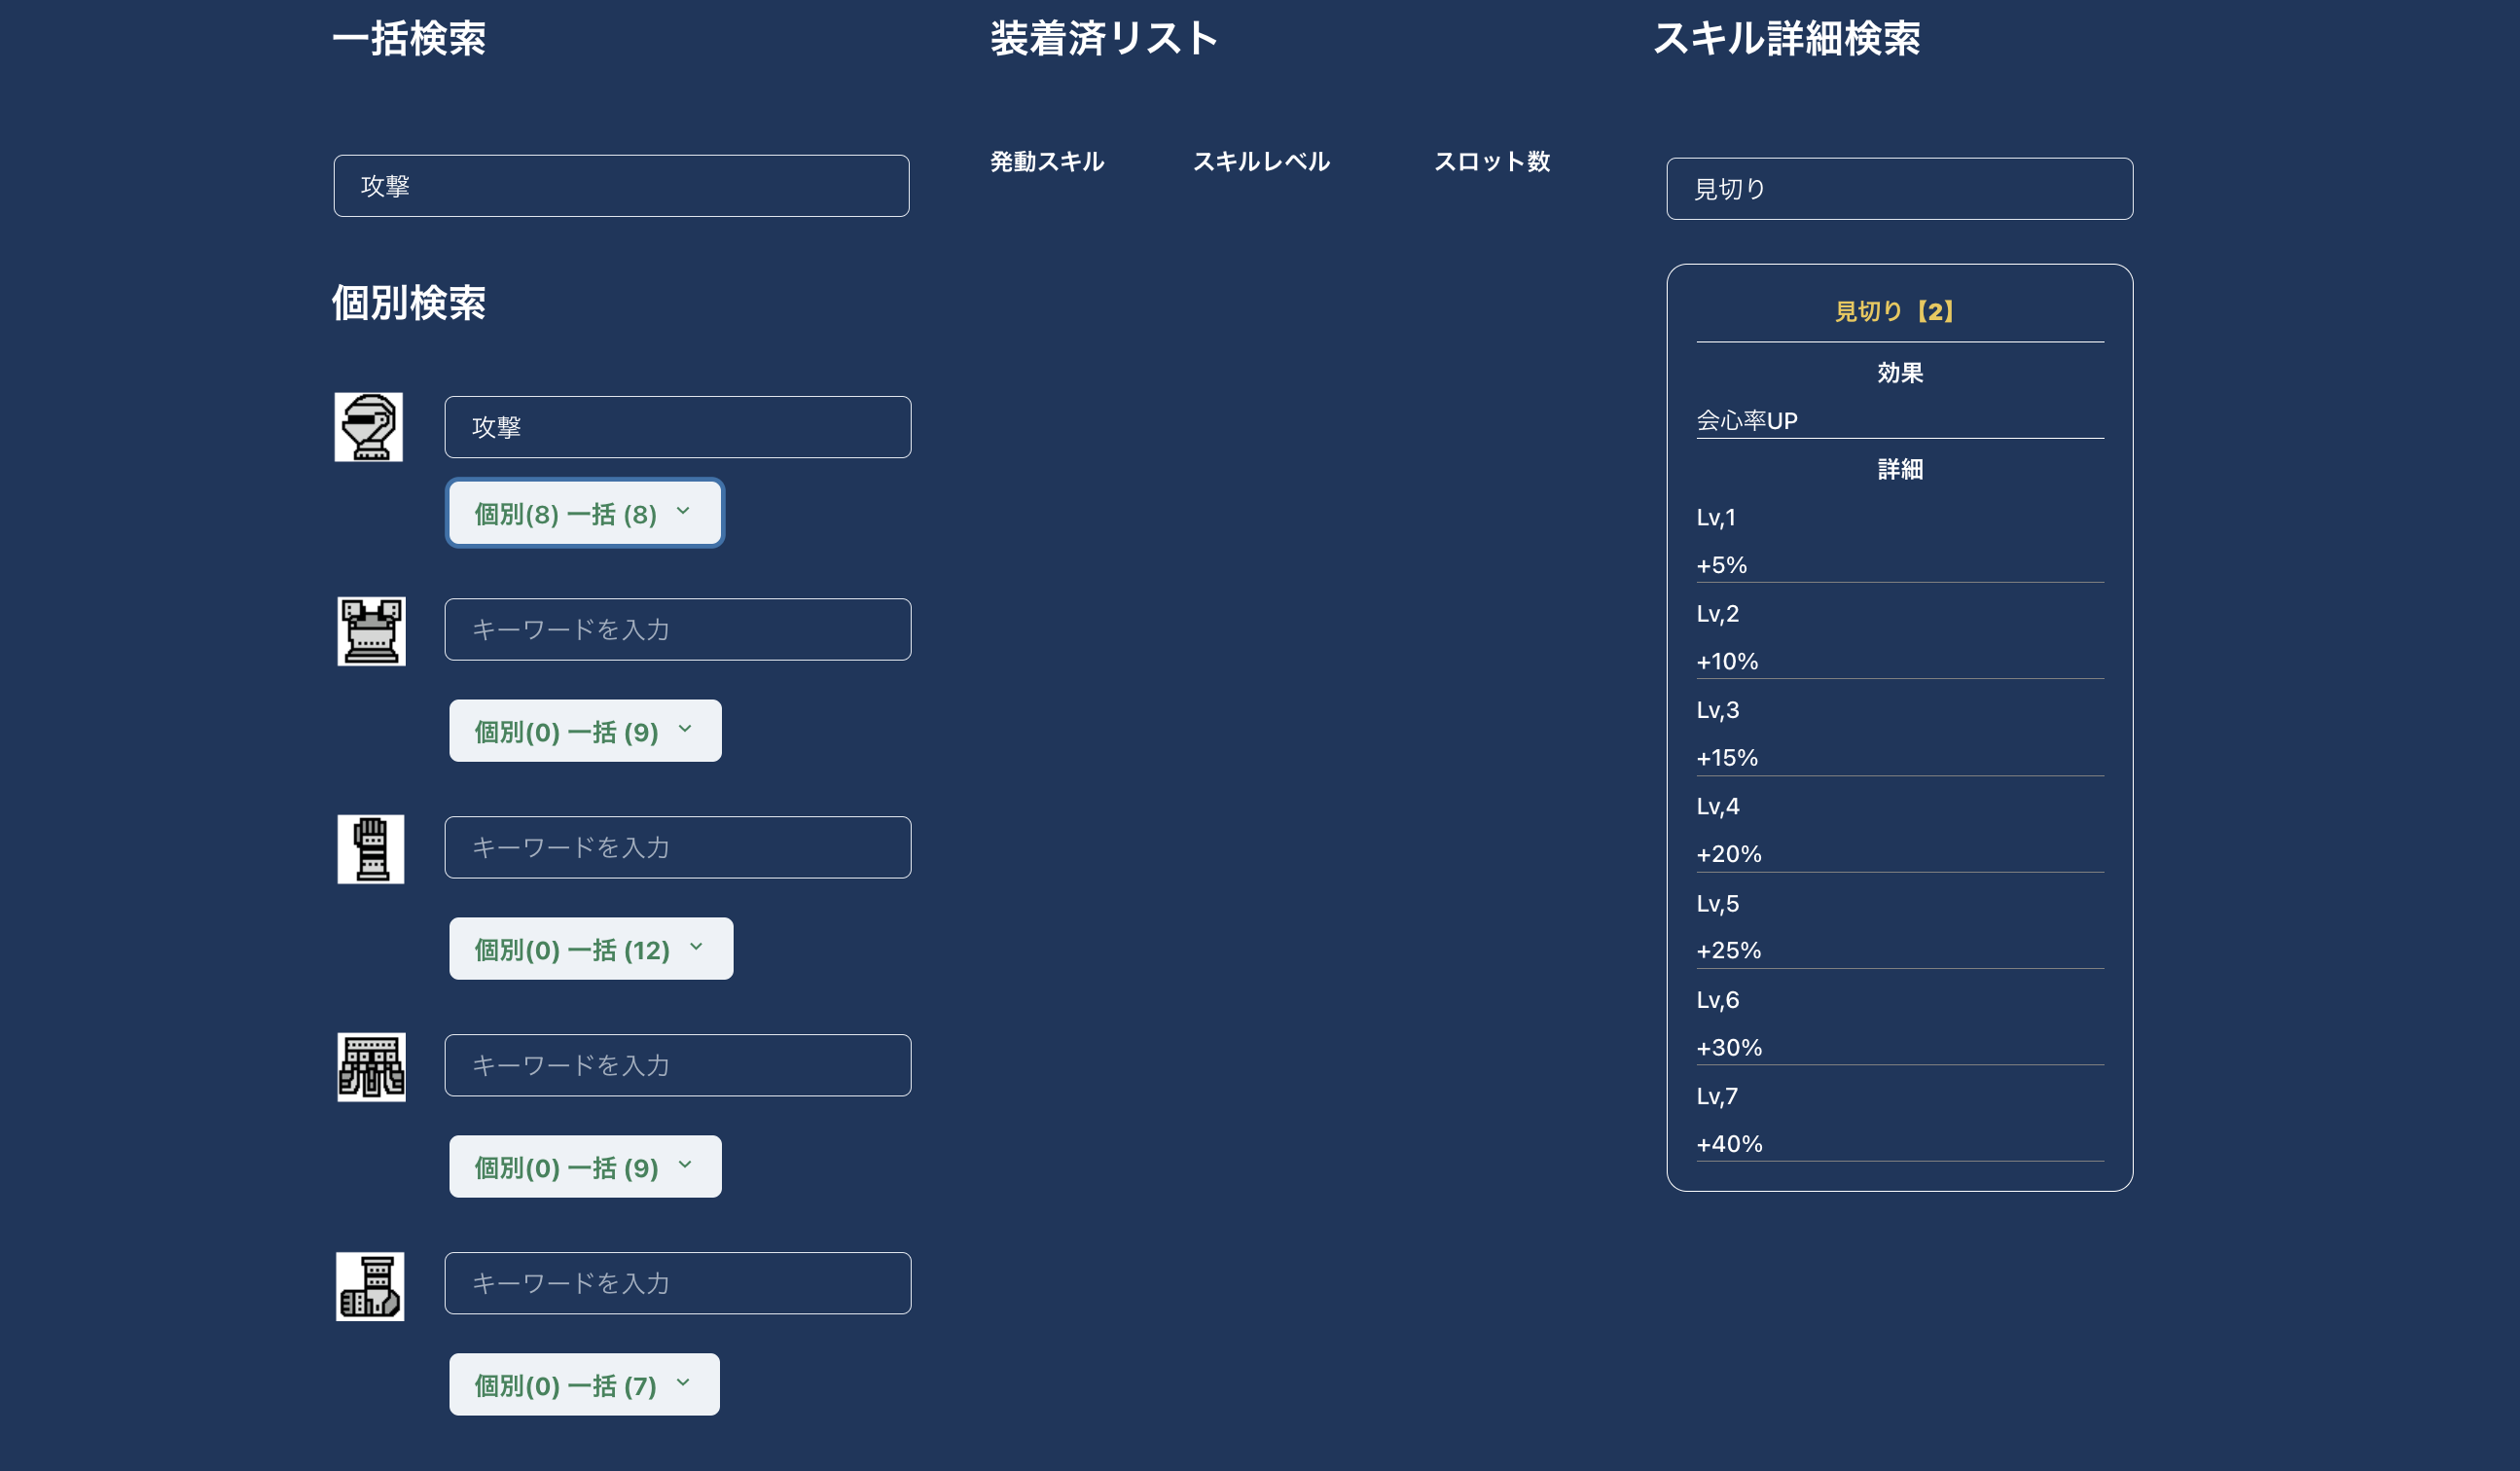 一括検索
攻撃
個別検索
攻撃
個別(8) 一括 (8)
キーワードを入力
個別(0) 一括 (9)
キーワードを入力
個別(0) 一括 (12)
キーワードを入力
個別(0) 一括 (9)
キーワードを入力
個別(0) 一括 (7)
装着済リスト
発動スキル スキルレベル スロット数
スキル詳細検索
見切り
見切り【2】
効果
会心率UP
詳細
Lv,1
+5%
Lv,2
+10%
Lv,3
+15%
Lv,4
+20%
Lv,5
+25%
Lv,6
+30%
Lv,7
+40%